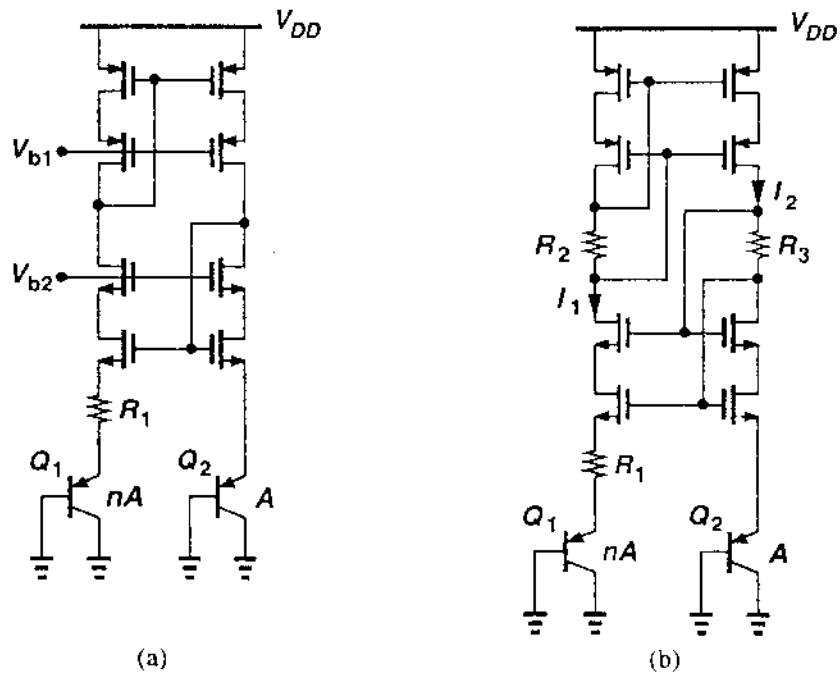 V_DD
V_b1
V_b2
R_1
Q_1
nA
Q_2
A
(a)
V_DD
I_2
R_2
R_3
I_1
R_1
Q_1
nA
Q_2
A
(b)